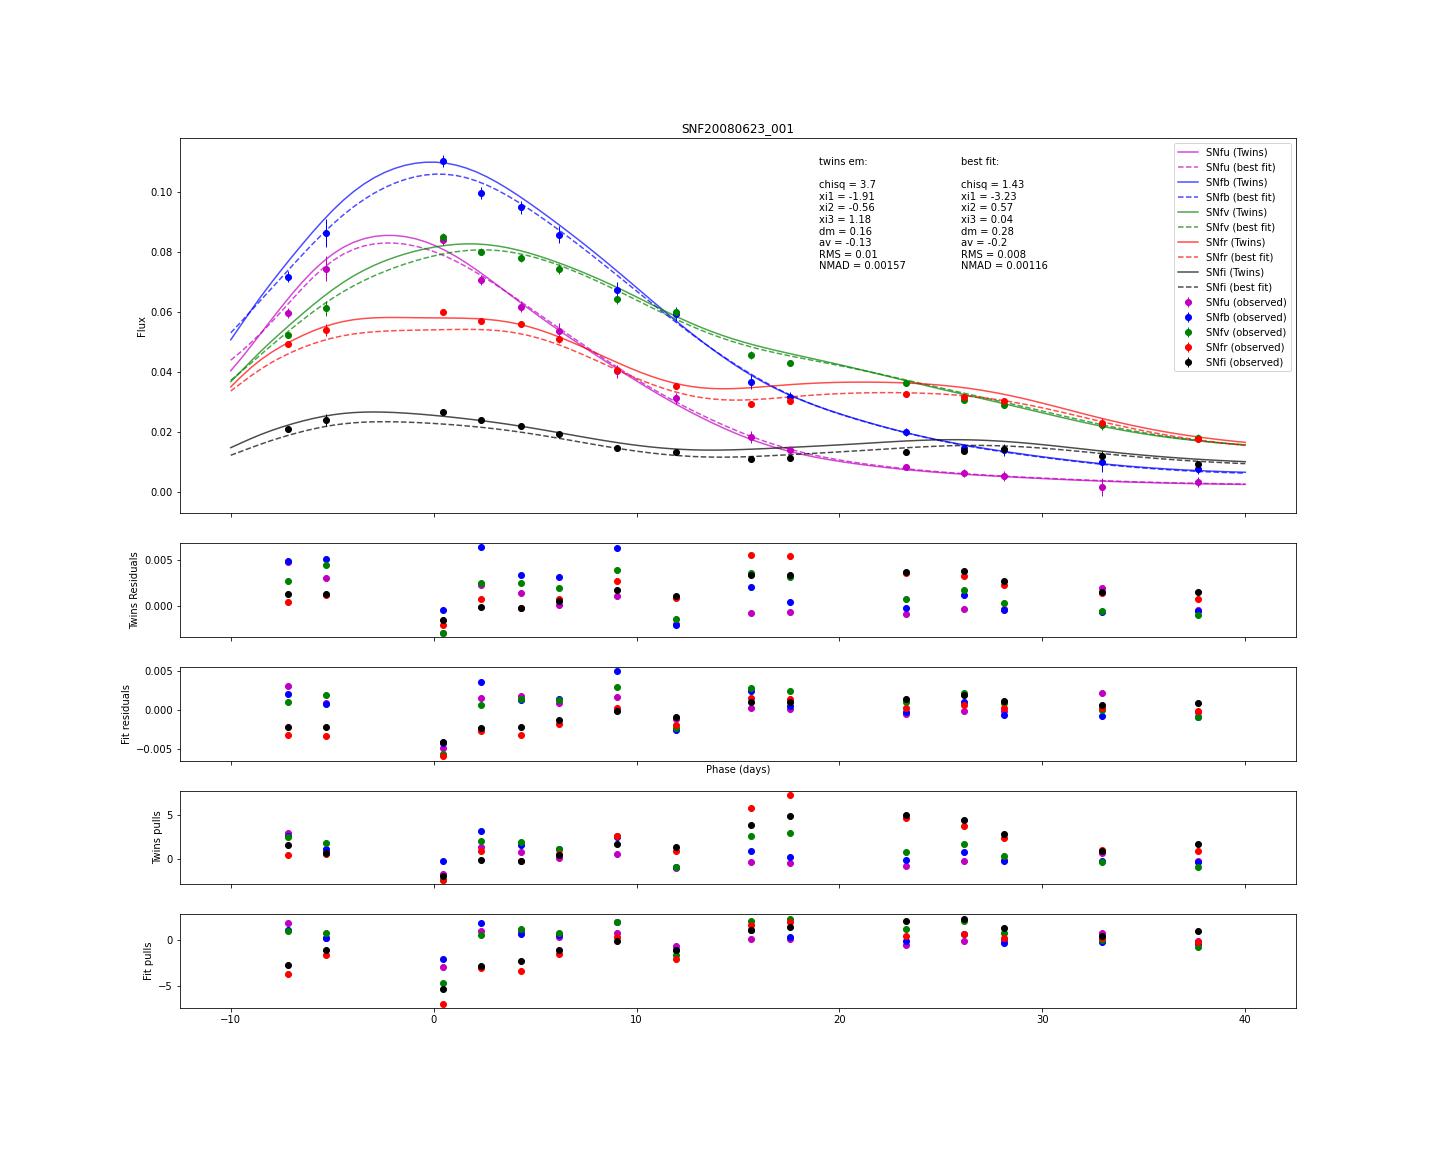 SNF20080623_001
twins em:
chisq = 3.7
xi1 = -1.91
xi2 = -0.56
xi3 = 1.18
dm = 0.16
av = -0.13
RMS = 0.01
NMAD = 0.00157
best fit:
chisq = 1.43
xi1 = -3.23
xi2 = 0.57
xi3 = 0.04
dm = 0.28
av = -0.2
RMS = 0.008
NMAD = 0.00116
SNfu (Twins)
SNfu (best fit)
SNfb (Twins)
SNfb (best fit)
SNfv (Twins)
SNfv (best fit)
SNfr (Twins)
SNfr (best fit)
SNfi (Twins)
SNfi (best fit)
SNfu (observed)
SNfb (observed)
SNfv (observed)
SNfr (observed)
SNfi (observed)
Flux
0.10
0.08
0.06
0.04
0.02
0.00
Twins Residuals
0.005
0.000
Fit residuals
0.005
0.000
−0.005
Phase (days)
Twins pulls
5
0
Fit pulls
0
−5
−10
0
10
20
30
40